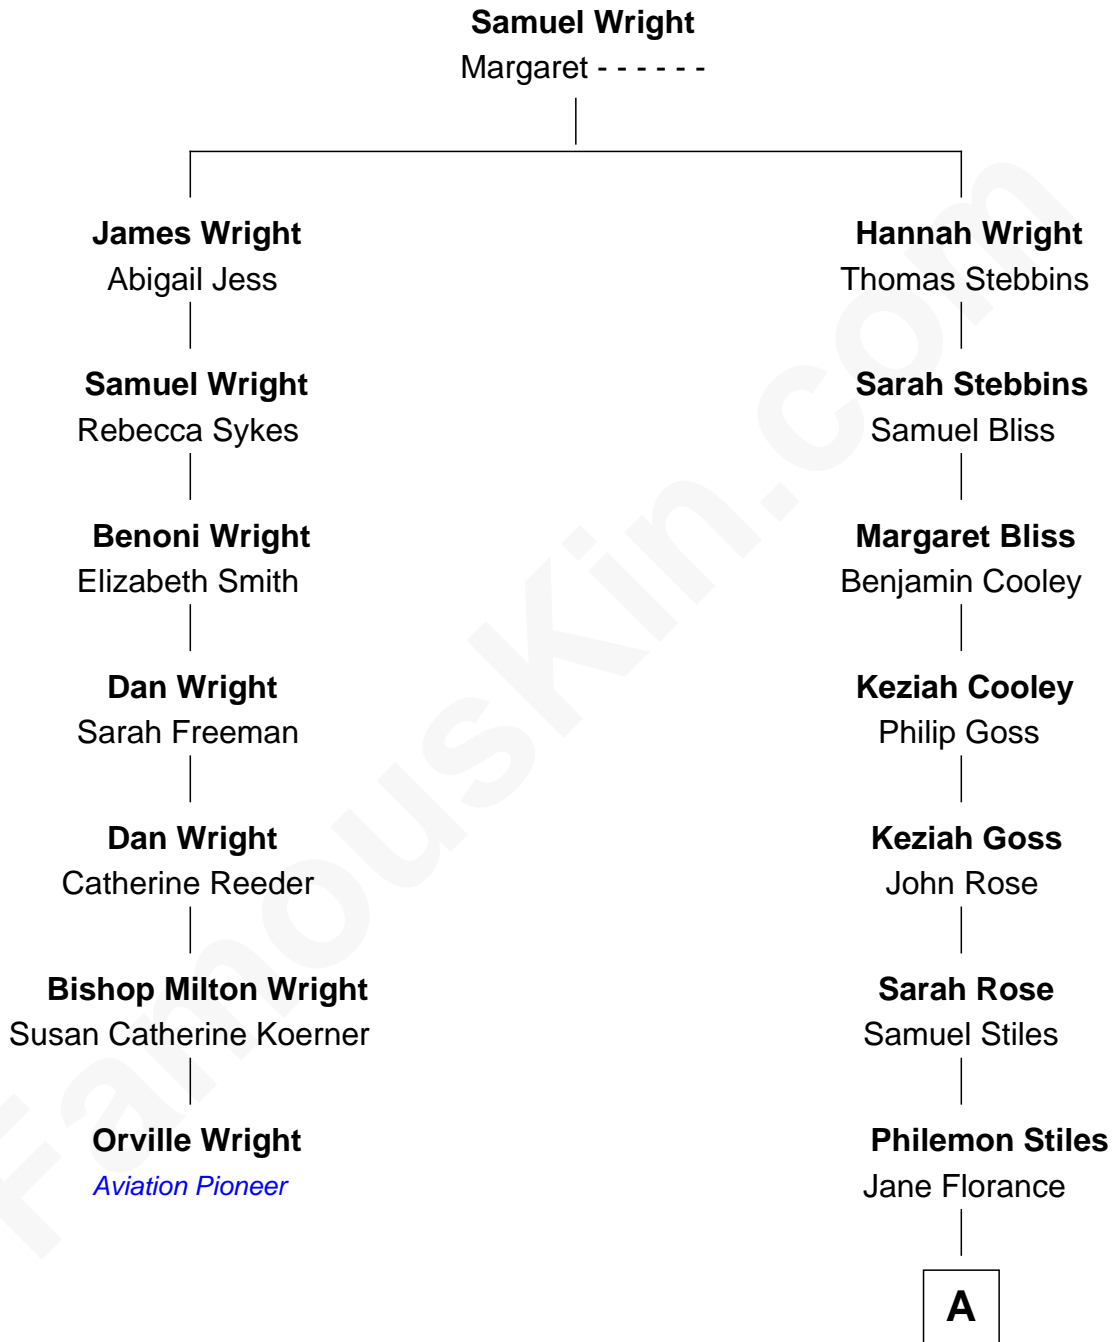 Samuel Wright
Margaret - - - - - -
James Wright
Abigail Jess
Hannah Wright
Thomas Stebbins
Samuel Wright
Rebecca Sykes
Sarah Stebbins
Samuel Bliss
Benoni Wright
Elizabeth Smith
Margaret Bliss
Benjamin Cooley
Dan Wright
Sarah Freeman
Keziah Cooley
Philip Goss
Dan Wright
Catherine Reeder
Keziah Goss
John Rose
Bishop Milton Wright
Susan Catherine Koerner
Sarah Rose
Samuel Stiles
Orville Wright
Aviation Pioneer
Philemon Stiles
Jane Florance
A
FamousKin.com